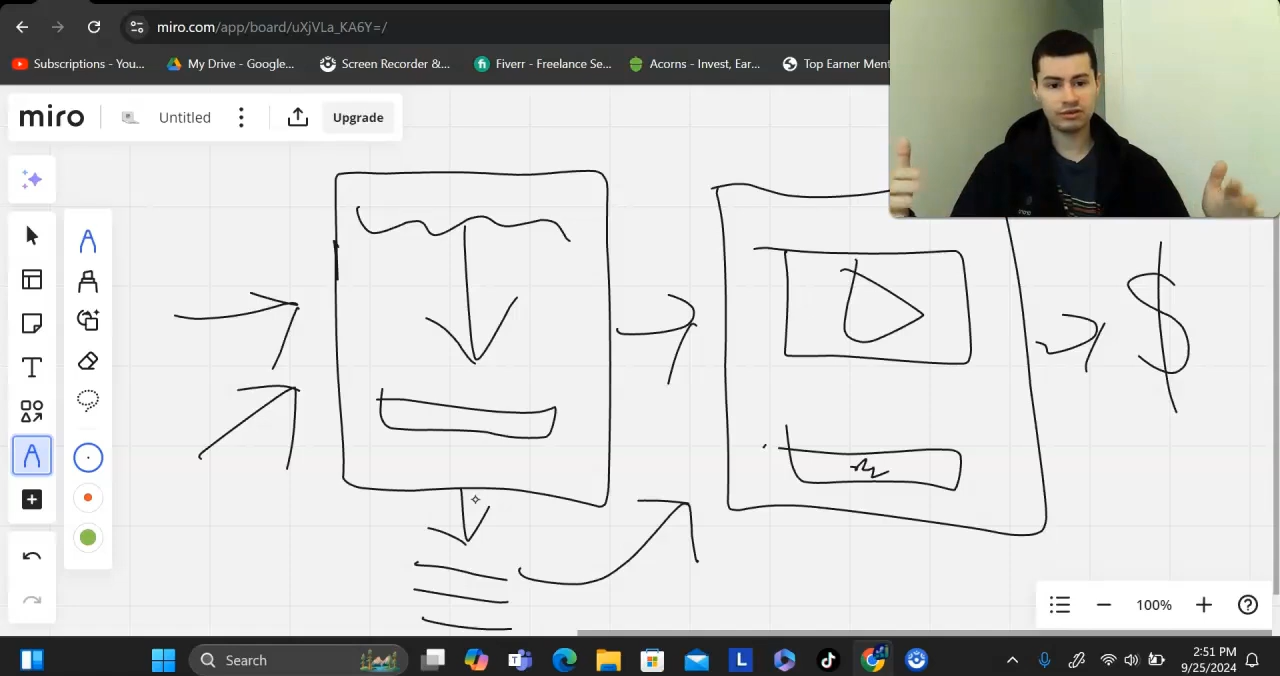 miro.com/app/board/uXjVLa_KA6Y=/
Subscriptions - You...
My Drive - Google...
Screen Recorder &...
Fiverr - Freelance Se...
Acorns - Invest, Ear...
Top Earner Ment
miro
Untitled
Upgrade
T
$
100%
Search
L
2:51 PM
9/25/2024